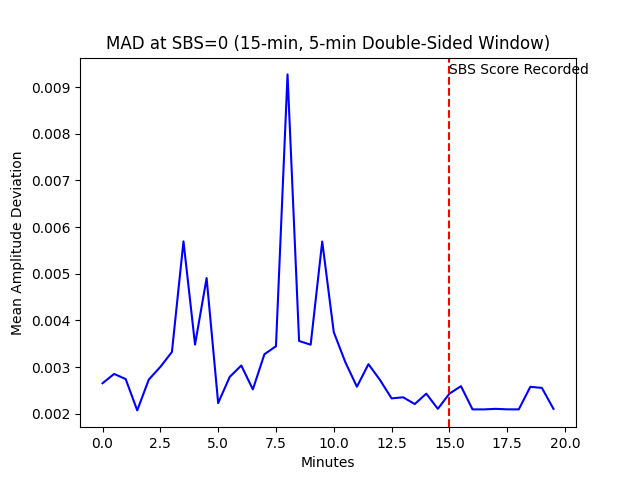 MAD at SBS=0 (15-min, 5-min Double-Sided Window)
SBS Score Recorded
Mean Amplitude Deviation
0.009
0.008
0.007
0.006
0.005
0.004
0.003
0.002
0.0 2.5 5.0 7.5 10.0 12.5 15.0 17.5 20.0
Minutes